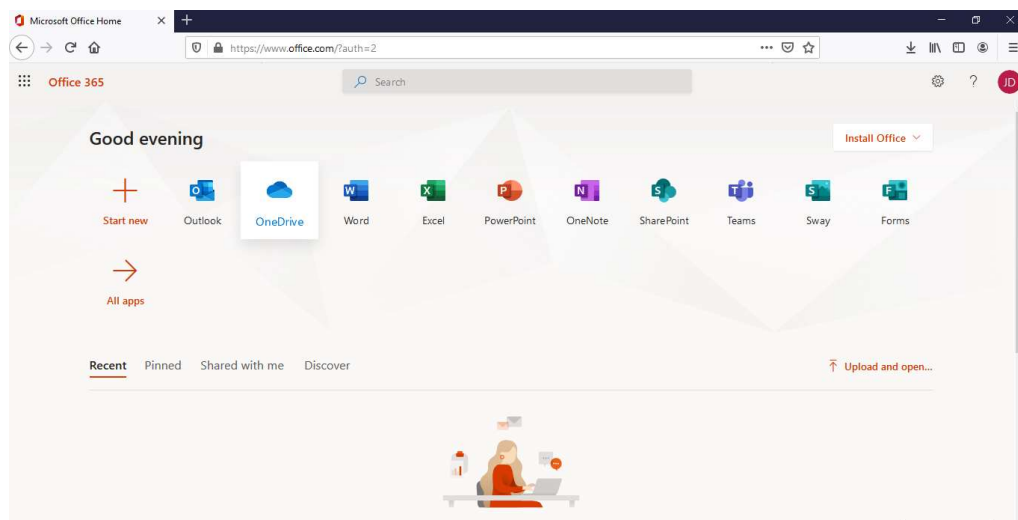 Microsoft Office Home
https://www.office.com/?auth=2
Office 365
Search
?
JD
Good evening
Install Office
Start new
Outlook
OneDrive
Word
Excel
PowerPoint
OneNote
SharePoint
Teams
Sway
Forms
All apps
Recent Pinned Shared with me Discover
Upload and open...